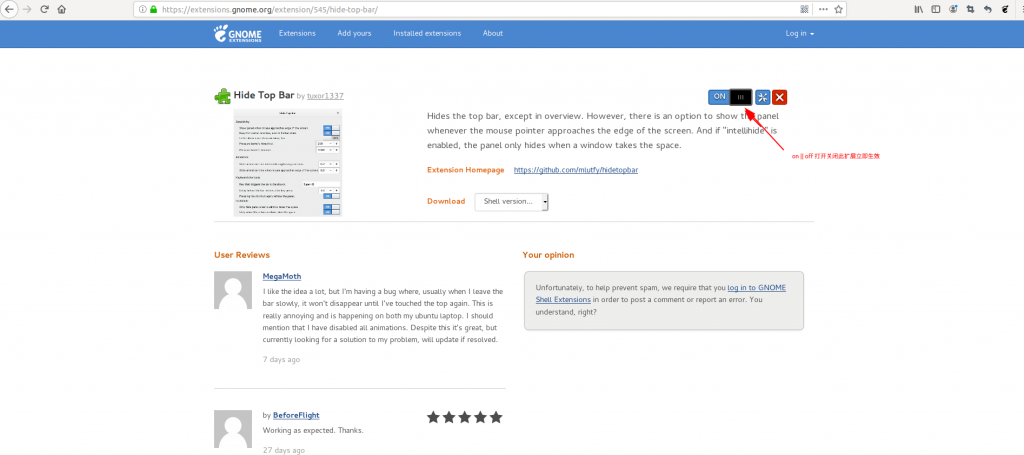 https://extensions.gnome.org/extension/545/hide-top-bar/
GNOME
EXTENSIONS
Extensions
Add yours
Installed extensions
About
Log in
Hide Top Bar by tuxor1337
ON
Hides the top bar, except in overview. However, there is an option to show the panel
whenever the mouse pointer approaches the edge of the screen. And if "intellihide" is
enabled, the panel only hides when a window takes the space.
on || off 打开关闭此扩展立即生效
Extension Homepage https://github.com/mlutfy/hidetopbar
Download Shell version...
User Reviews
MegaMoth
I like the idea a lot, but I'm having a bug where, usually when I leave the
bar slowly, it won't disappear until I've touched the top again. This is
really annoying and is happening on both my ubuntu laptop. I should
mention that I have disabled all animations. Despite this it's great, but
currently looking for a solution to my problem, will update if resolved.
7 days ago
by BeforeFlight
Working as expected. Thanks.
27 days ago
Your opinion
Unfortunately, to help prevent spam, we require that you log in to GNOME
Shell Extensions in order to post a comment or report an error. You
understand, right?